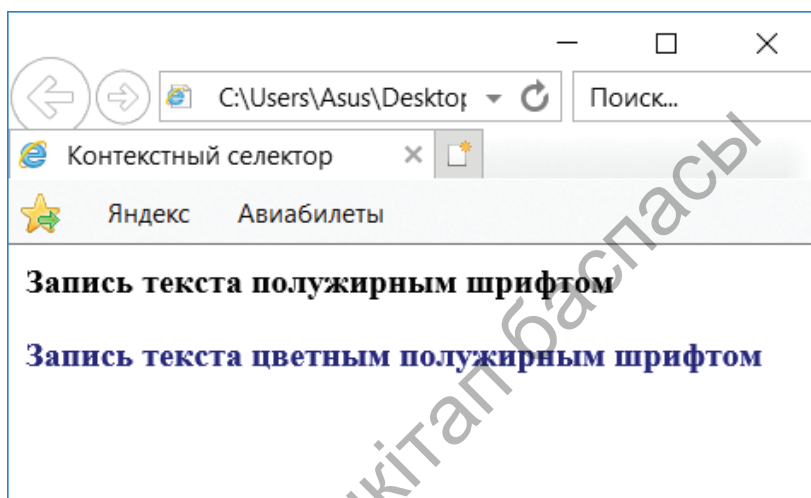 C:\Users\Asus\Desktop
Поиск...
Контекстный селектор
Яндекс Авиабилеты
Запись текста полужирным шрифтом
Запись текста цветным полужирным шрифтом
кітап баспасы